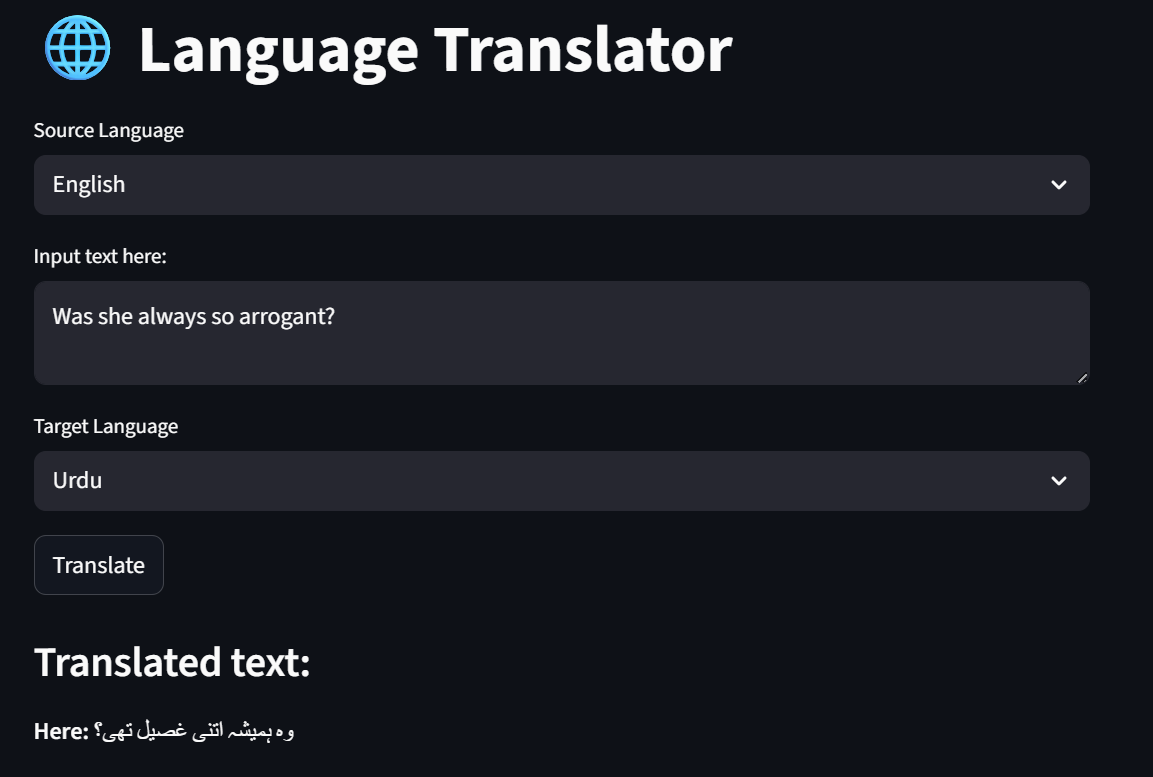 Language Translator
Source Language
English
Input text here:
Was she always so arrogant?
Target Language
Urdu
Translate
Translated text:
Here: وہ ہمیشہ اتنی غصیل تھی؟